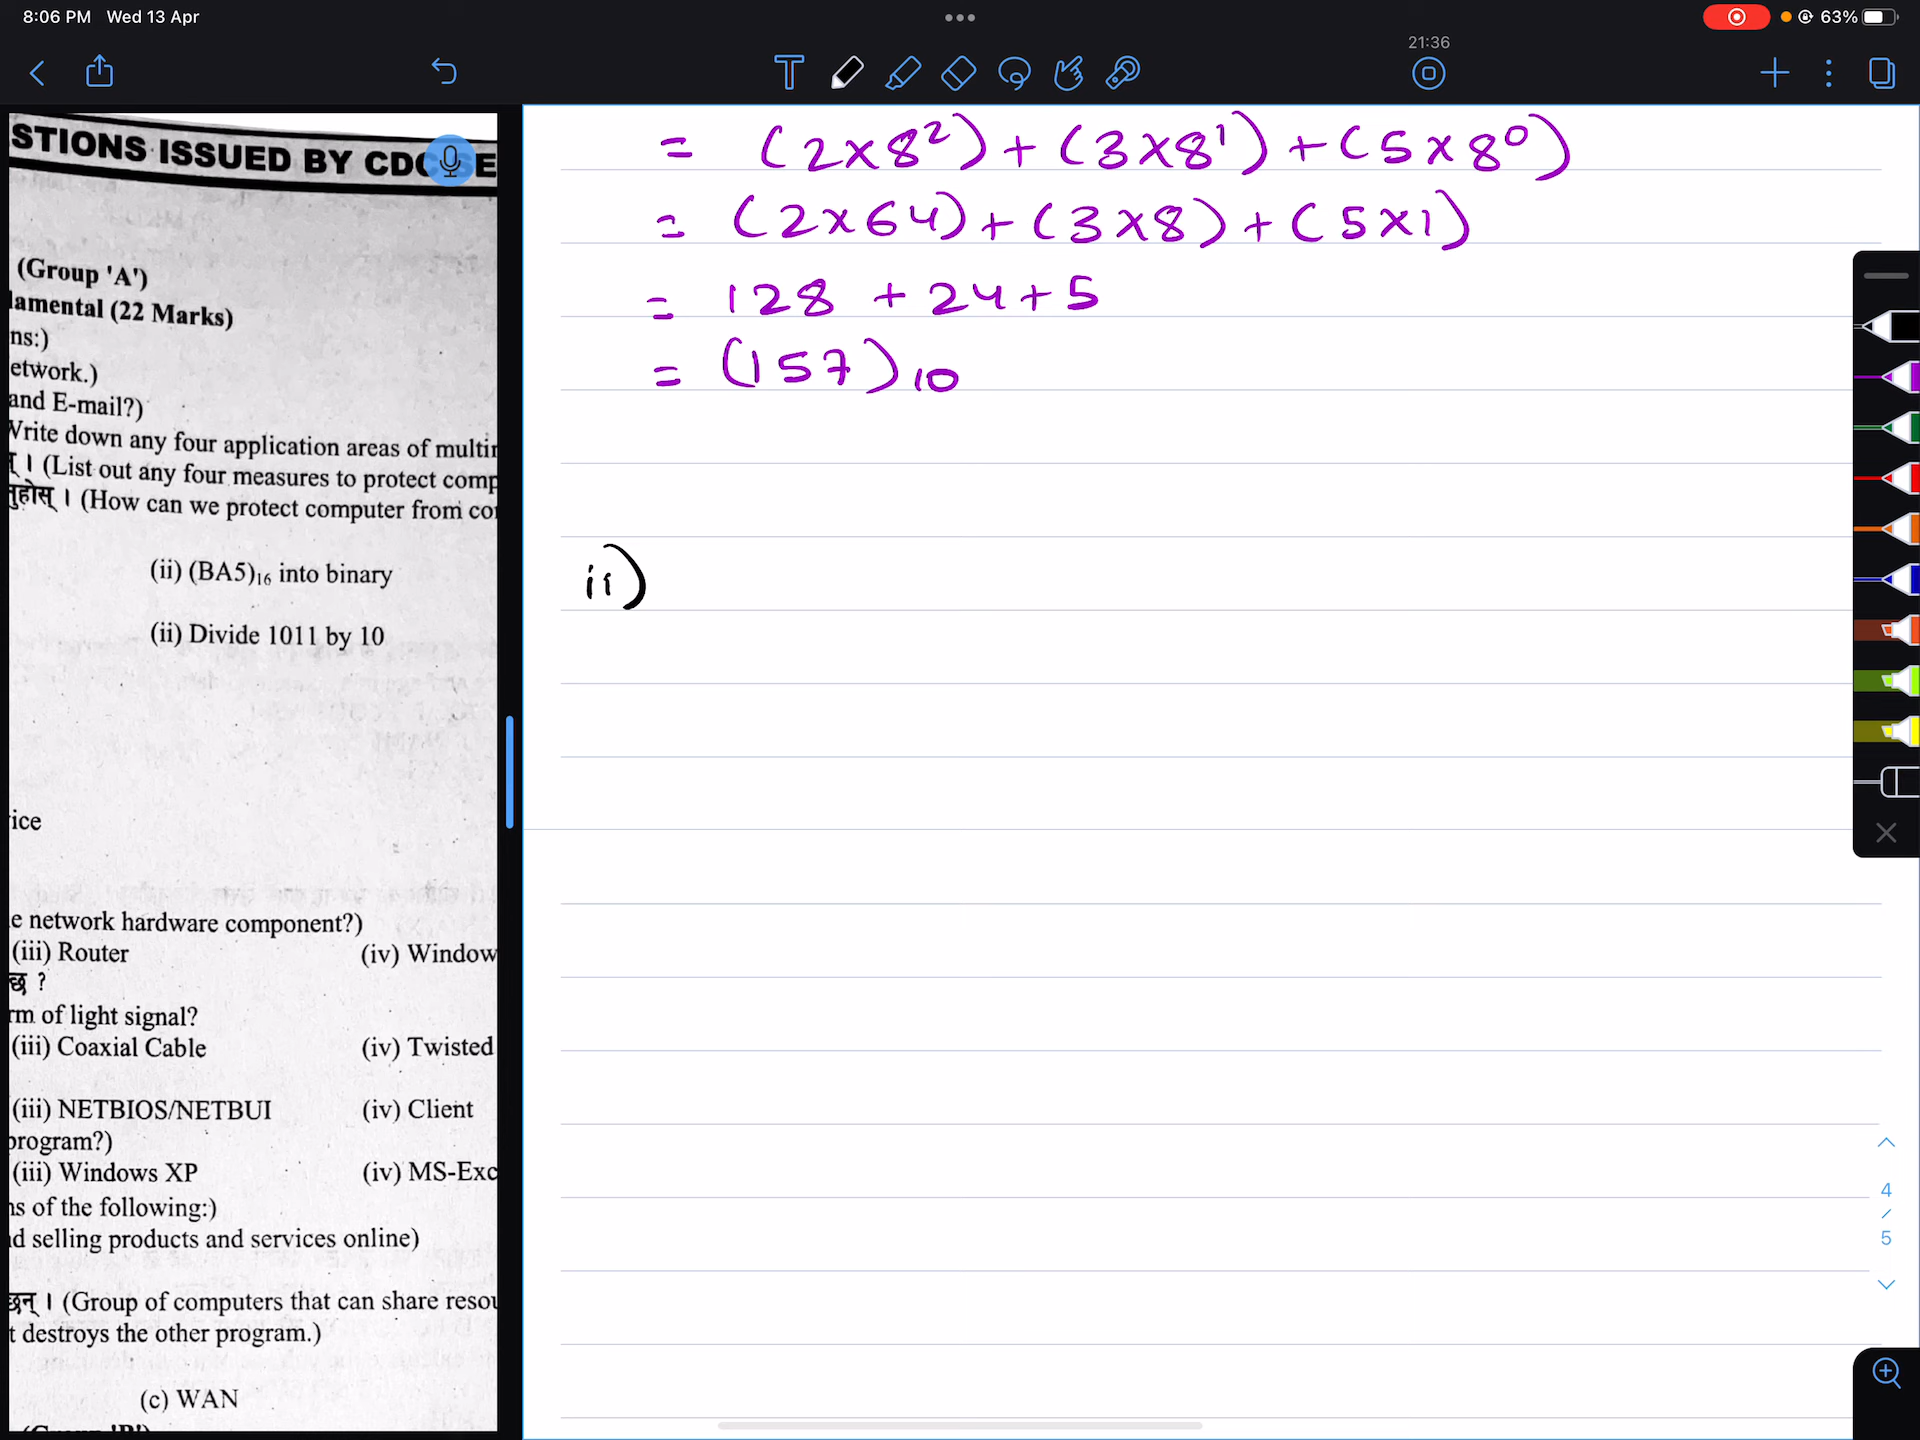 8:06 PM Wed 13 Apr
63%
21:36
STIONS ISSUED BY CDC
(Group 'A')
lamental (22 Marks)
ns:)
etwork.)
and E-mail?)
Write down any four application areas of multin
। (List out any four measures to protect comp
नुहोस् । (How can we protect computer from co
(ii) (BA5)₁₆ into binary
(ii) Divide 1011 by 10
ice
e network hardware component?)
(iii) Router (iv) Window
छ ?
rm of light signal?
(iii) Coaxial Cable (iv) Twisted
(iii) NETBIOS/NETBUI (iv) Client
program?)
(iii) Windows XP (iv) MS-Exc
ns of the following:)
d selling products and services online)
छन् । (Group of computers that can share resou
t destroys the other program.)
(c) WAN
= (2×8²)+(3×8¹)+(5×8⁰)
= (2×64)+(3×8)+(5×1)
= 128 + 24+5
= (157)₁₀
ii)
4
/
5